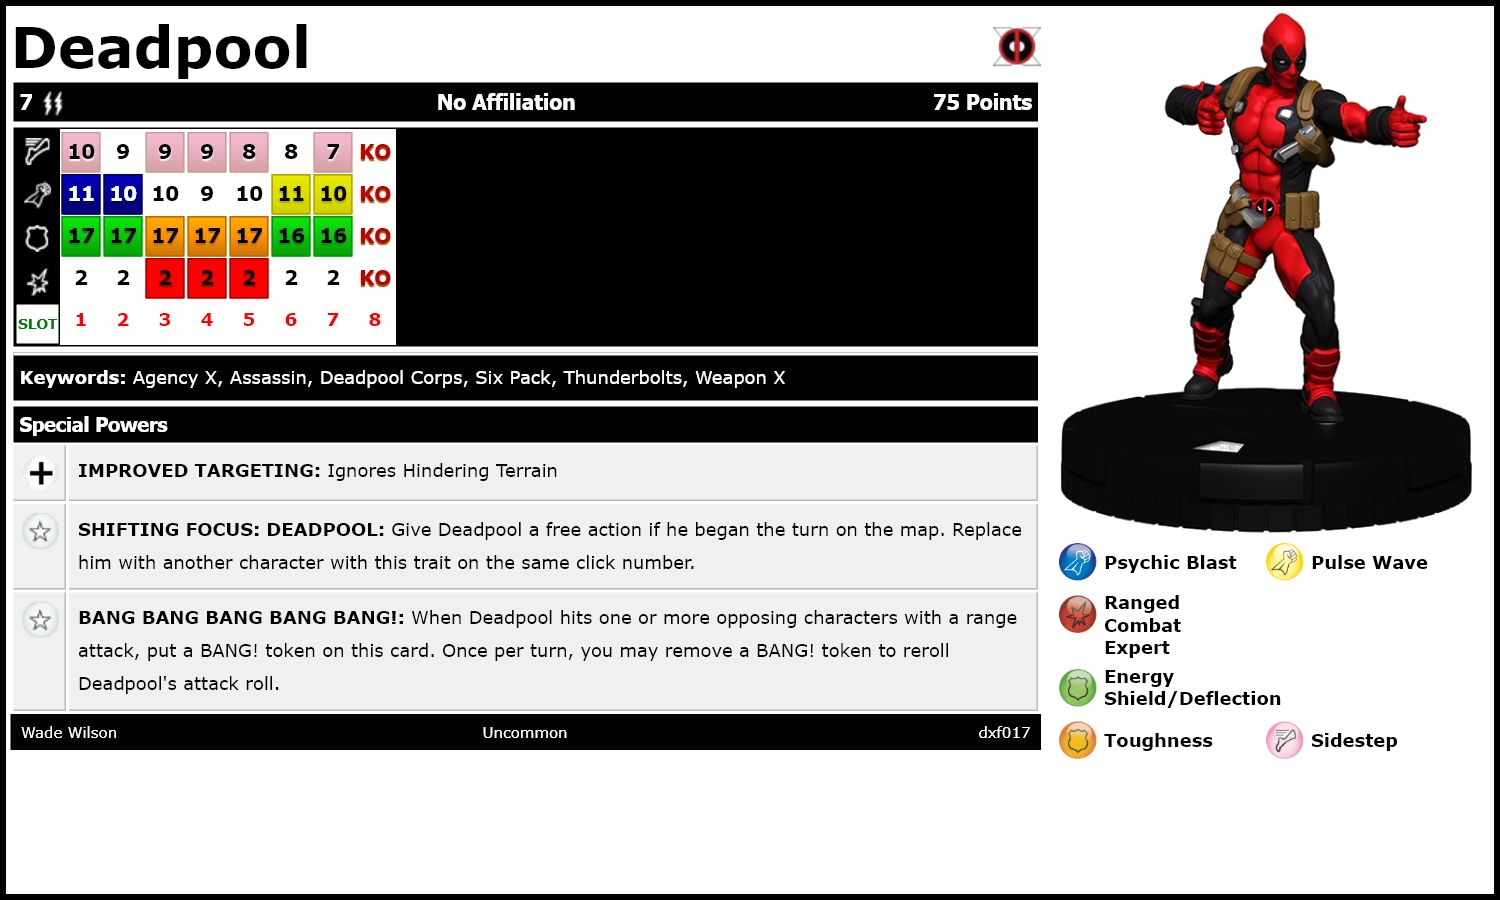 Deadpool
7 No Affiliation 75 Points
10 9 9 9 8 8 7 KO
11 10 10 9 10 11 10 KO
17 17 17 17 17 16 16 KO
2 2 2 2 2 2 2 KO
SLOT 1 2 3 4 5 6 7 8
Keywords: Agency X, Assassin, Deadpool Corps, Six Pack, Thunderbolts, Weapon X
Special Powers
IMPROVED TARGETING: Ignores Hindering Terrain
SHIFTING FOCUS: DEADPOOL: Give Deadpool a free action if he began the turn on the map. Replace
him with another character with this trait on the same click number.
BANG BANG BANG BANG BANG!: When Deadpool hits one or more opposing characters with a range
attack, put a BANG! token on this card. Once per turn, you may remove a BANG! token to reroll
Deadpool's attack roll.
Wade Wilson Uncommon dxf017
Psychic Blast Pulse Wave
Ranged
Combat
Expert
Energy
Shield/Deflection
Toughness Sidestep